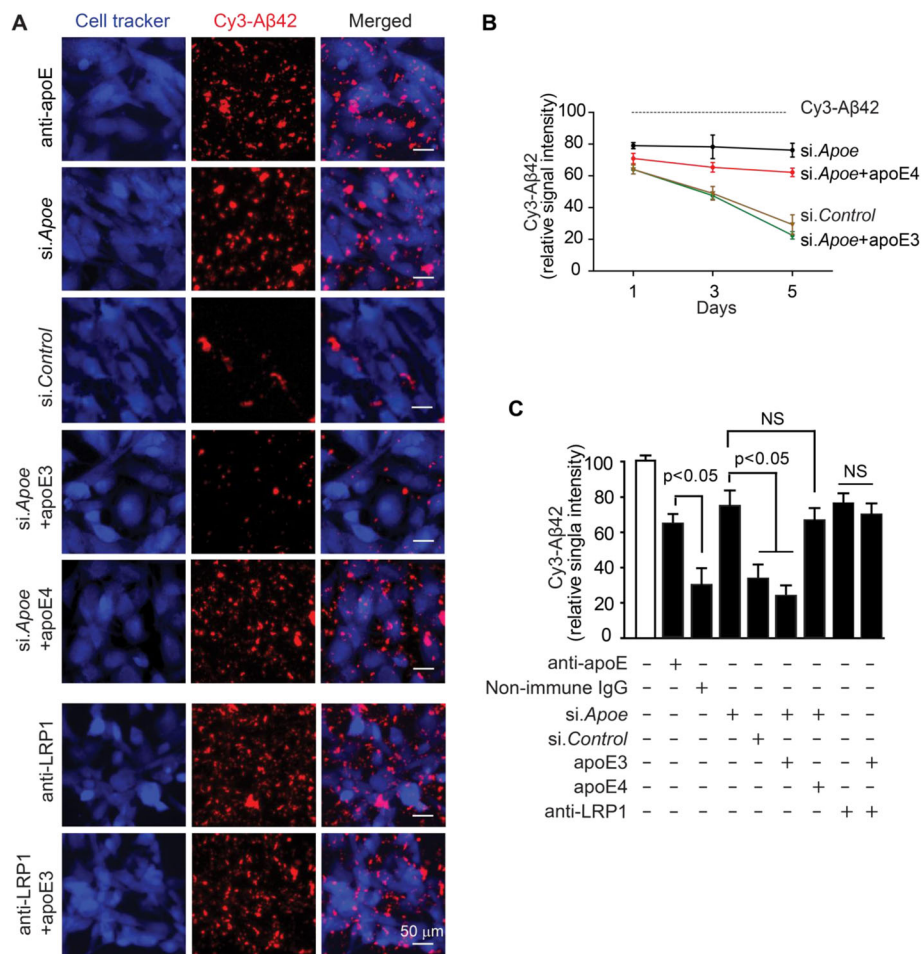 A
Cell tracker
Cy3-Aβ42
Merged
anti-apoE
si.Apoe
si.Control
si.Apoe
+apoE3
si.Apoe
+apoE4
anti-LRP1
anti-LRP1
+apoE3
50 μm
B
Cy3-Aβ42
(relative signal intensity)
100
80
60
40
20
0
Cy3-Aβ42
si.Apoe
si.Apoe+apoE4
si.Control
si.Apoe+apoE3
1 3 5
Days
C
Cy3-Aβ42
(relative singla intensity)
100
80
60
40
20
0
p<0.05
p<0.05
NS
NS
anti-apoE – + – – – – – – –
Non-immune IgG – – + – – – – – –
si.Apoe – – – + – + + – –
si.Control – – – – + – – – –
apoE3 – – – – – + – – +
apoE4 – – – – – – + – –
anti-LRP1 – – – – – – – + +